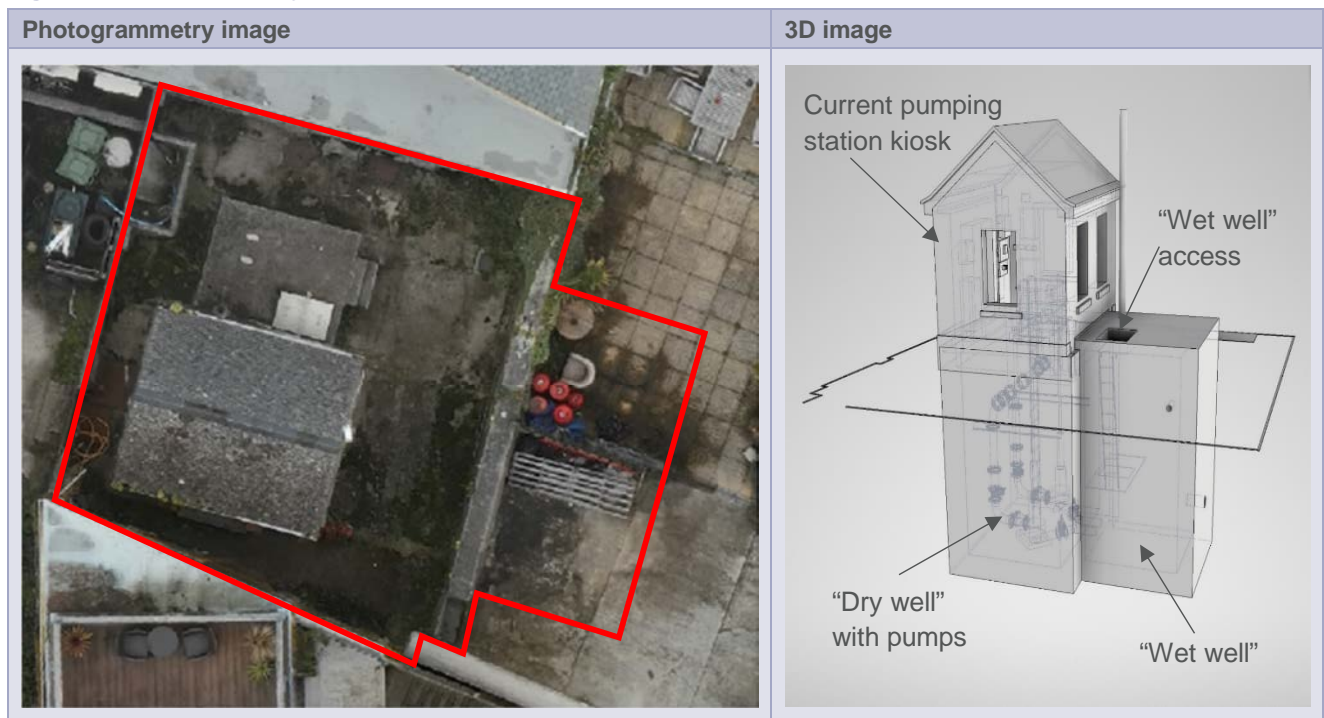 Photogrammetry image
3D image
Current pumping
station kiosk
“Wet well”
access
“Dry well”
with pumps
“Wet well”